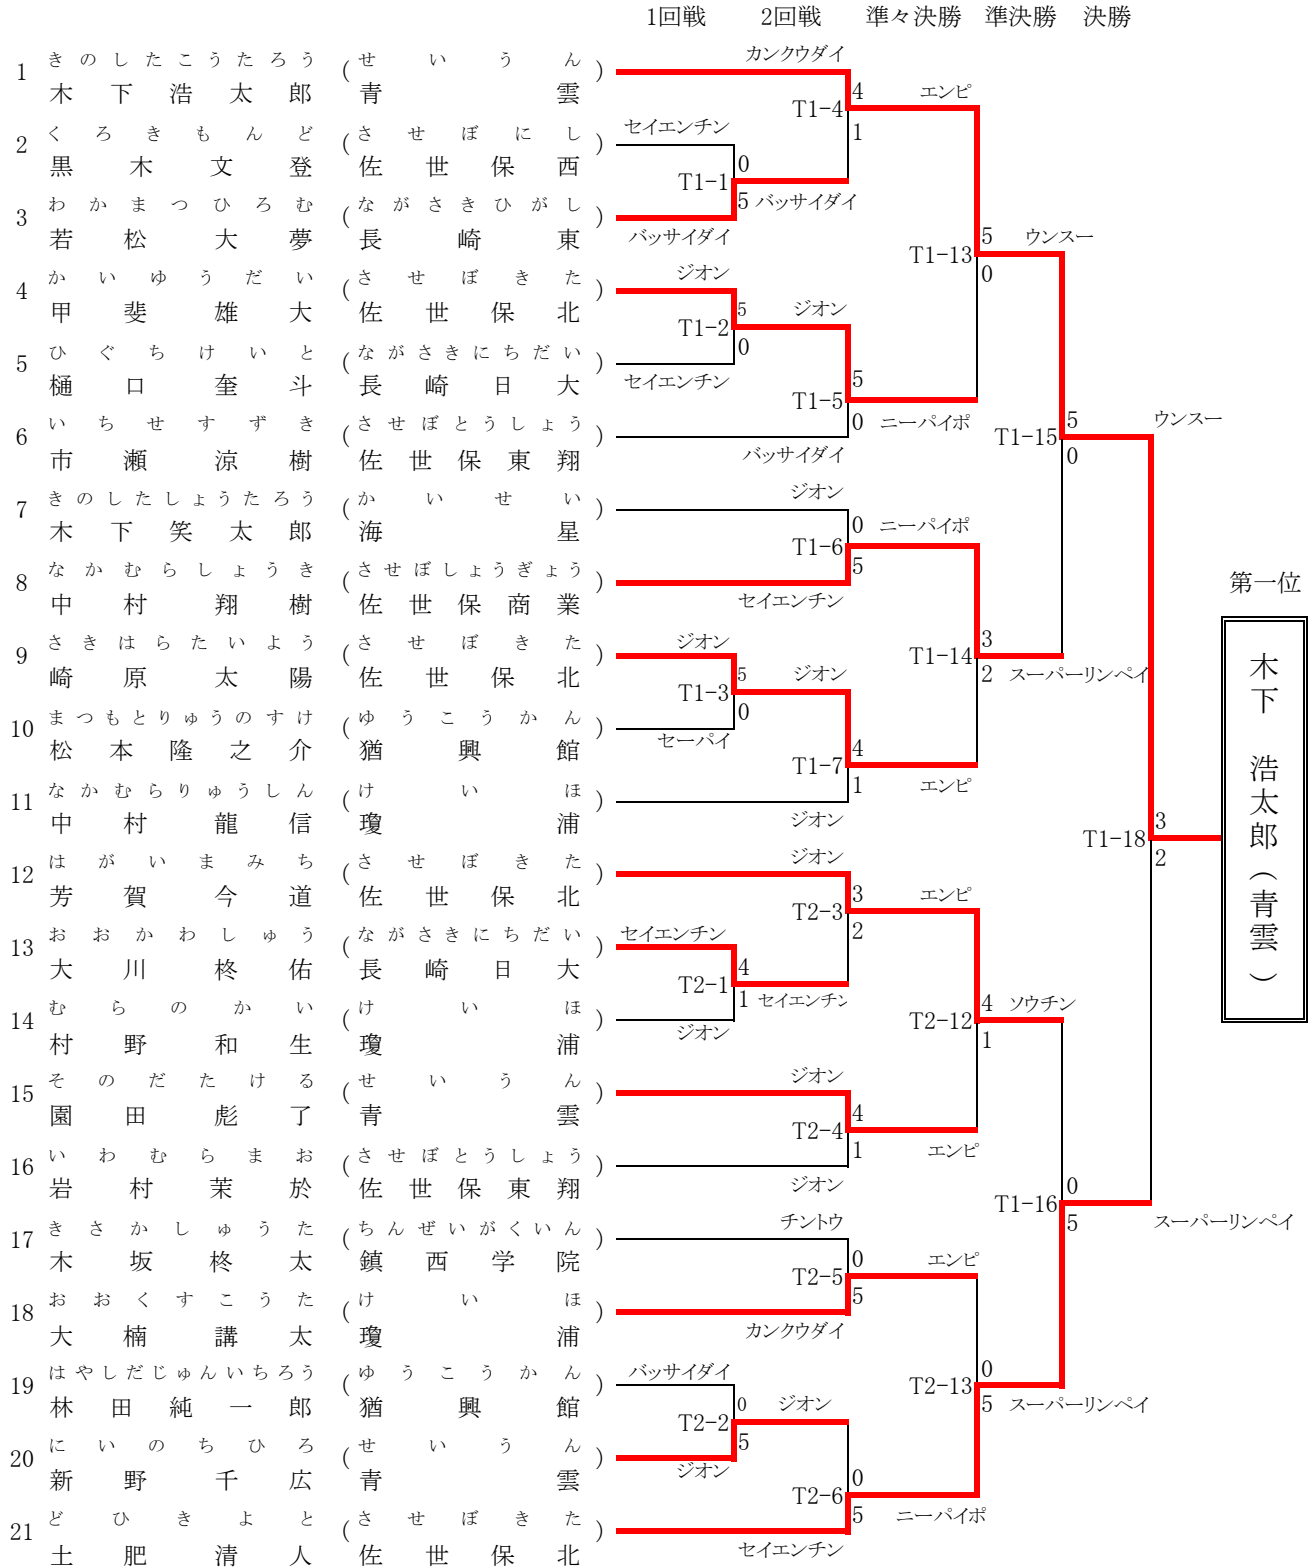 1回戦 2回戦 準々決勝 準決勝 決勝
きのしたこうたろう (せいうん) カンクウダイ
1 木下浩太郎 青雲
4 エンピ
T1-4
1
くろきもんど (させぼにし) セイエンチン
2 黒木文登 佐世保西
0
T1-1
5 バッサイダイ
わかまつひろむ (ながさきひがし)
3 若松大夢 長崎東 バッサイダイ
5 ウンスー
T1-13
0
かいゆうだい (させぼきた) ジオン
4 甲斐雄大 佐世保北
5 ジオン
T1-2
0
ひぐちけいと (ながさきにちだい)
5 樋口奎斗 長崎日大 セイエンチン
5
T1-5
0 ニーパイポ
いちせすずき (させぼとうしょう)
6 市瀬涼樹 佐世保東翔 バッサイダイ
5 ウンスー
T1-15
0
きのしたしょうたろう (かいせい) ジオン
7 木下笑太郎 海星
0 ニーパイポ
T1-6
5
なかむらしょうき (させぼしょうぎょう)
8 中村翔樹 佐世保商業 セイエンチン
第一位
木下 浩太郎(青雲)
さきはらたいよう (させぼきた) ジオン
9 崎原太陽 佐世保北
3
T1-14
2 スーパーリンペイ
5 ジオン
T1-3
0
まつもとりゅうのすけ (ゆうこうかん)
10 松本隆之介 猶興館 セーパイ
4
T1-7
1 エンピ
なかむらりゅうしん (けいほ)
11 中村龍信 瓊浦 ジオン
3
T1-18
2
はがいまみち (させぼきた) ジオン
12 芳賀今道 佐世保北
3 エンピ
T2-3
2
おおかわしゅう (ながさきにちだい) セイエンチン
13 大川柊佑 長崎日大
4
T2-1
1 セイエンチン
むらのかい (けいほ)
14 村野和生 瓊浦 ジオン
4 ソウチン
T2-12
1
そのだたける (せいうん) ジオン
15 園田彪了 青雲
4
T2-4
1 エンピ
いわむらまお (させぼとうしょう)
16 岩村茉於 佐世保東翔 ジオン
0
T1-16
5 スーパーリンペイ
きさかしゅうた (ちんぜいがくいん) チントウ
17 木坂柊太 鎮西学院
0 エンピ
T2-5
5
おおくすこうた (けいほ)
18 大楠講太 瓊浦 カンクウダイ
はやしだじゅんいちろう (ゆうこうかん) バッサイダイ
19 林田純一郎 猶興館
0
T2-13
5 スーパーリンペイ
0 ジオン
T2-2
5
にいのちひろ (せいうん)
20 新野千広 青雲 ジオン
0
T2-6
5 ニーパイポ
どひきよと (させぼきた)
21 土肥清人 佐世保北 セイエンチン